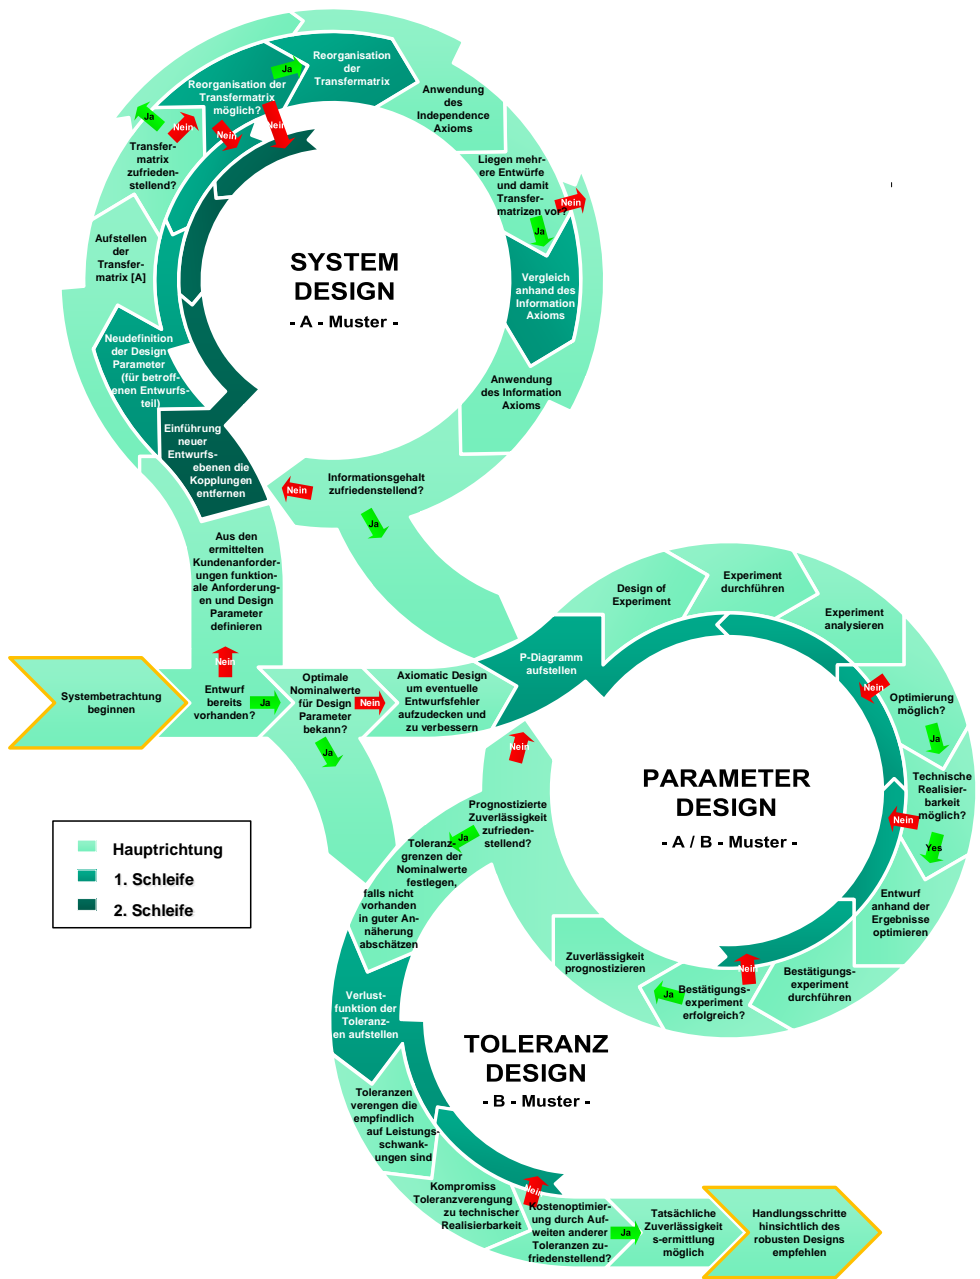 Reorganisation
der
Transfermatrix
Ja
Reorganisation der
Transfermatrix
möglich?
Nein
Nein
Ja
Nein
Transfer-
matrix
zufrieden-
stellend?
Anwendung
des
Independence
Axioms
Liegen mehr-
ere Entwürfe
und damit
Transfer-
matrizen vor?
Nein
Ja
Aufstellen
der
Transfer-
matrix [A]
SYSTEM
DESIGN
- A - Muster -
Vergleich
anhand des
Information
Axioms
Neudefinition
der Design
Parameter
(für betroff-
enen Entwurfs-
teil)
Anwendung
des Information
Axioms
Einführung
neuer
Entwurfs-
ebenen die
Kopplungen
entfernen
Informationsgehalt
zufriedenstellend?
Nein
Ja
Aus den
ermittelten
Kundenanforder-
ungen funktion-
ale Anforderung-
en und Design
Parameter
definieren
Nein
Systembetrachtung
beginnen
Entwurf
bereits
vorhanden?
Ja
Optimale
Nominalwerte
für Design
Parameter
bekann?
Nein
Ja
Axiomatic Design
um eventuelle
Entwurfsfehler
aufzudecken und
zu verbessern
P-Diagramm
aufstellen
Design of
Experiment
Experiment
durchführen
Experiment
analysieren
Nein
Optimierung
möglich?
Ja
Technische
Realisier-
barkeit
möglich?
Nein
Yes
PARAMETER
DESIGN
- A / B - Muster -
Entwurf
anhand der
Ergebnisse
optimieren
Bestätigungs-
experiment
durchführen
Nein
Bestätigungs-
experiment
erfolgreich?
Ja
Zuverlässigkeit
prognostizieren
Nein
Prognostizierte
Zuverlässigkeit
zufrieden-
stellend?
Ja
Toleranz-
grenzen der
Nominalwerte
festlegen,
falls nicht
vorhanden
in guter An-
näherung
abschätzen
Hauptrichtung
1. Schleife
2. Schleife
Verlust-
funktion der
Toleranz-
en aufstellen
TOLERANZ
DESIGN
- B - Muster -
Toleranzen
verengen die
empfindlich
auf Leistungs-
schwank-
ungen sind
Kompromiss
Toleranzverengung
zu technischer
Realisierbarkeit
Nein
Kostenoptimier-
ung durch Auf-
weiten anderer
Toleranzen zu-
friedenstellend?
Ja
Tatsächliche
Zuverlässigkeit
s-ermittlung
möglich
Handlungsschritte
hinsichtlich des
robusten Designs
empfehlen